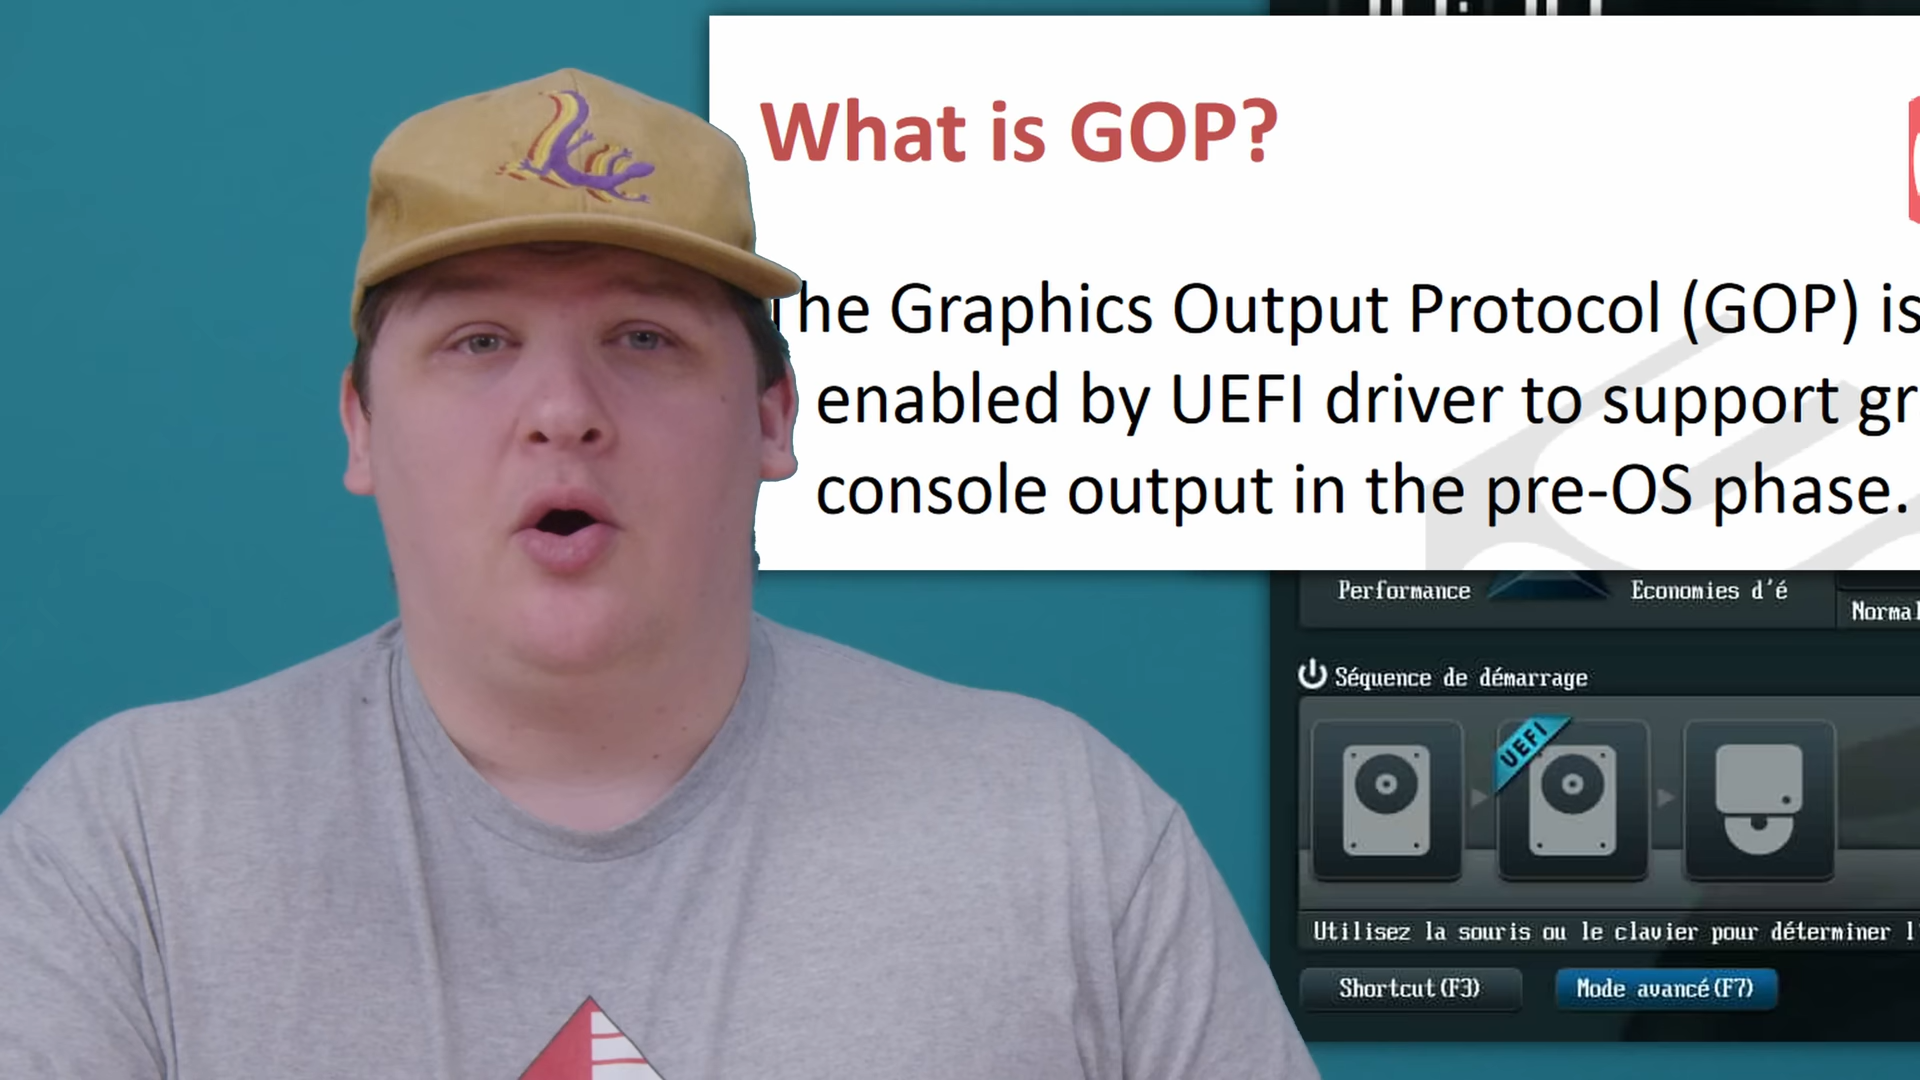 What is GOP?
The Graphics Output Protocol (GOP) is
enabled by UEFI driver to support gr
console output in the pre-OS phase.
Performance
Economies d'é
Normal
Séquence de démarrage
UEFI
Utilisez la souris ou le clavier pour déterminer l'
Shortcut(F3)
Mode avancé(F7)